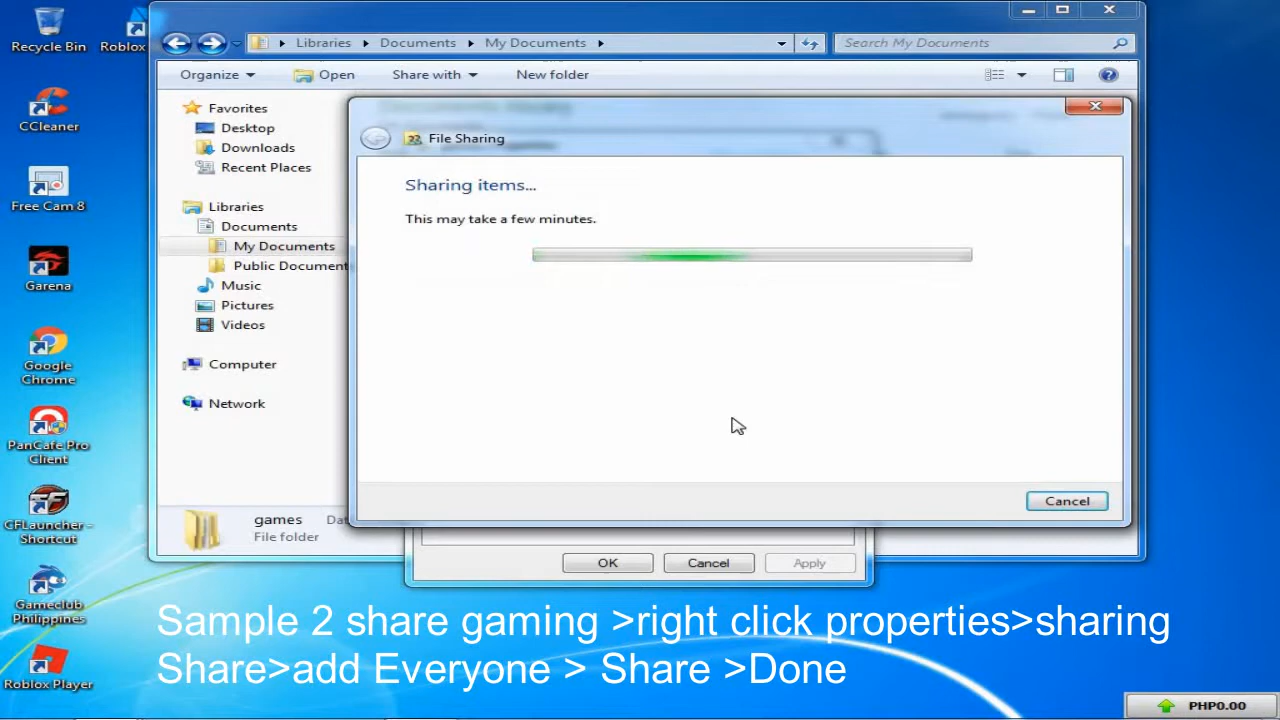 Recycle Bin
Roblox
CCleaner
Free Cam 8
Garena
Google
Chrome
PanCafe Pro
Client
GFLauncher -
Shortcut
Gameclub
Philippines
Roblox Player
Libraries
Documents
My Documents
Search My Documents
Organize
Open
Share with
New folder
Favorites
Desktop
Downloads
Recent Places
Libraries
Documents
My Documents
Public Document
Music
Pictures
Videos
Computer
Network
File Sharing
Sharing items...
This may take a few minutes.
Cancel
games Dat
File folder
OK
Cancel
Apply
Sample 2 share gaming >right click properties>sharing
Share>add Everyone > Share >Done
PHP0.00